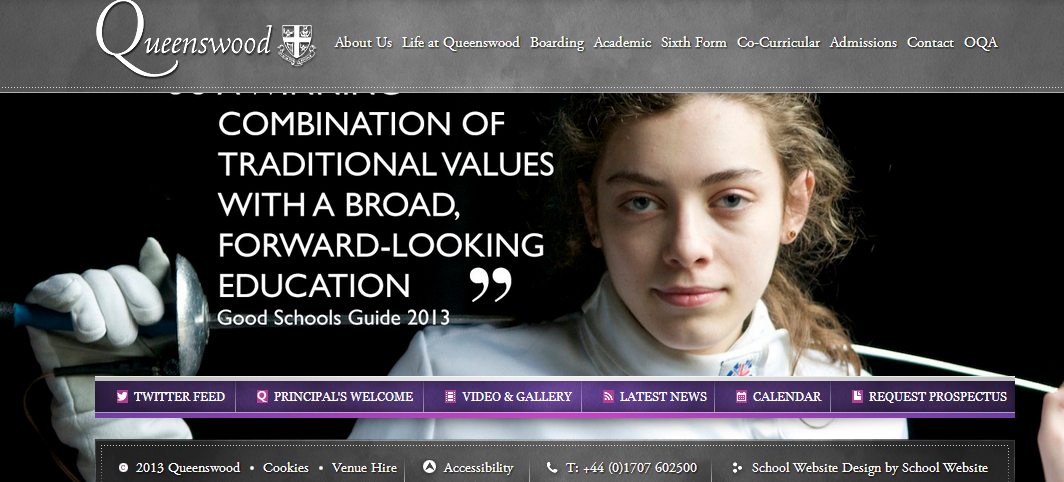 Queenswood
About Us Life at Queenswood Boarding Academic Sixth Form Co-Curricular Admissions Contact OQA
COMBINATION OF
TRADITIONAL VALUES
WITH A BROAD,
FORWARD-LOOKING
EDUCATION ”
Good Schools Guide 2013
TWITTER FEED PRINCIPAL'S WELCOME VIDEO & GALLERY LATEST NEWS CALENDAR REQUEST PROSPECTUS
© 2013 Queenswood • Cookies • Venue Hire Accessibility T: +44 (0)1707 602500 School Website Design by School Website